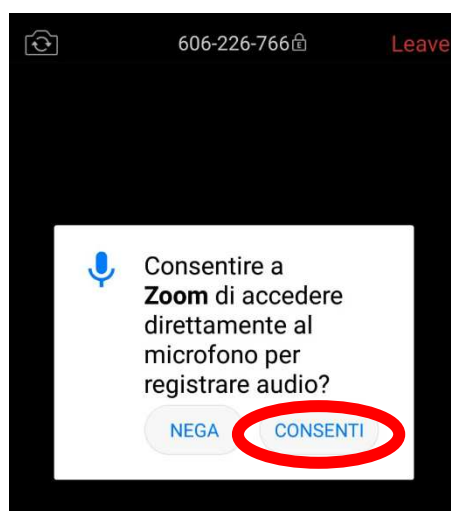 606-226-766 Leave
Consentire a
Zoom di accedere
direttamente al
microfono per
registrare audio?
NEGA CONSENTI